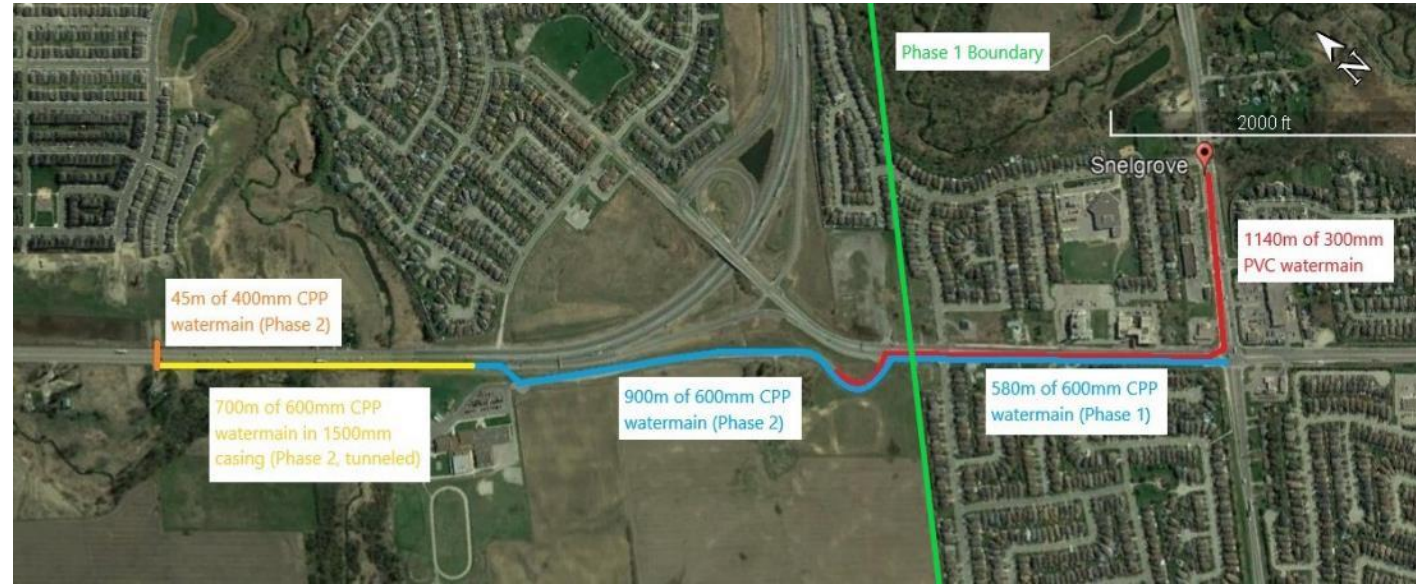 Phase 1 Boundary
N
2000 ft
Snelgrove
1140m of 300mm
PVC watermain
45m of 400mm CPP
watermain (Phase 2)
700m of 600mm CPP
watermain in 1500mm
casing (Phase 2, tunneled)
900m of 600mm CPP
watermain (Phase 2)
580m of 600mm CPP
watermain (Phase 1)